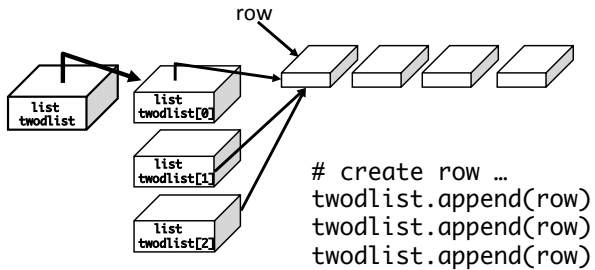 row
list
twodlist
list
twodlist[0]
list
twodlist[1]
list
twodlist[2]
# create row …
twodlist.append(row)
twodlist.append(row)
twodlist.append(row)